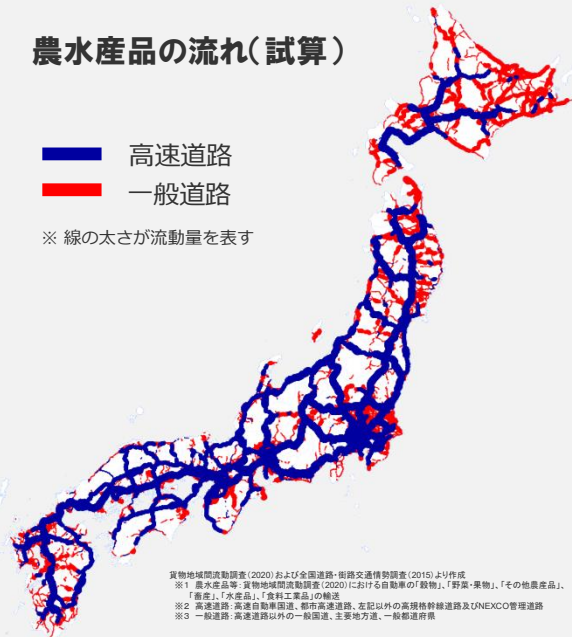 農水産品の流れ(試算)
高速道路
一般道路
※ 線の太さが流動量を表す
貨物地域間流動調査(2020)および全国道路・街路交通情勢調査(2015)より作成
※1 農水産品等:貨物地域間流動調査(2020)における自動車の「穀物」、「野菜・果物」、「その他農産品」、
「畜産」、「水産品」、「食料工業品」の輸送
※2 高速道路:高速自動車国道、都市高速道路、左記以外の高規格幹線道路及びNEXCO管理道路
※3 一般道路:高速道路以外の一般国道、主要地方道、一般都道府県